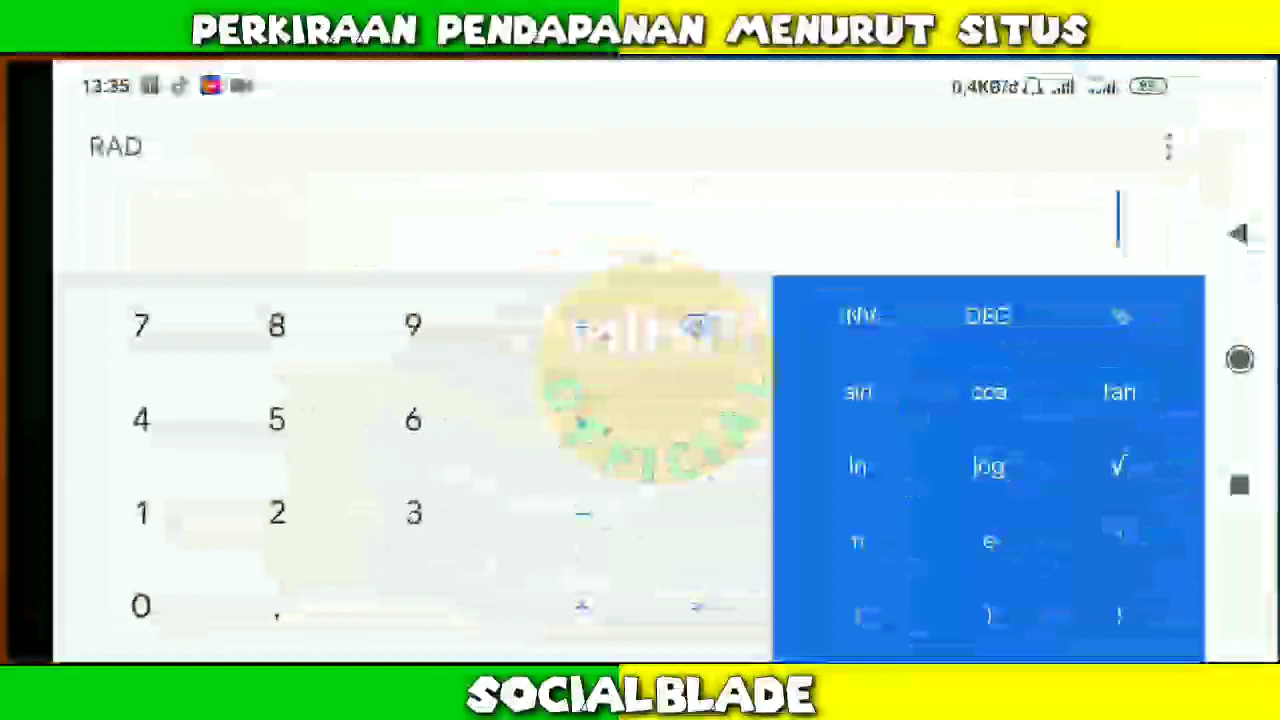 PERKIRAAN PENDAPANAN MENURUT SITUS
13:35
RAD
7 8 9
4 5 6
1 2 3 −
0 ,
INV DEG %
sin cos tan
ln log √
π e
( ) !
SOCIALBLADE